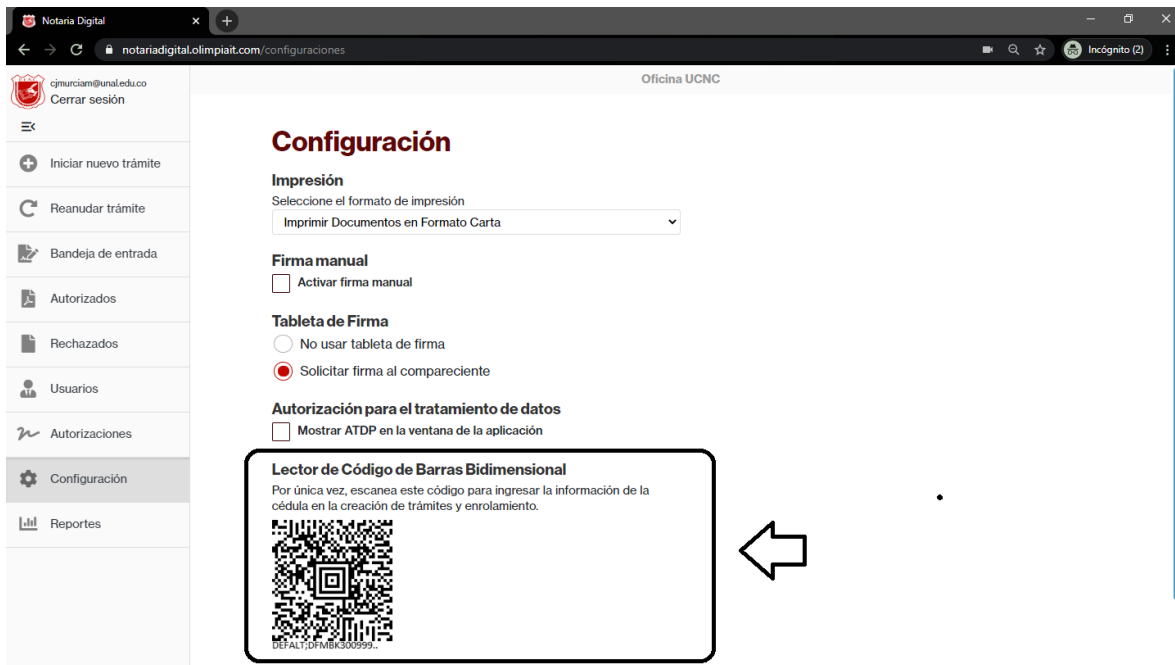 Notaria Digital
notariadigital.olimpiait.com/configuraciones
Incógnito (2)
cjmurciam@unal.edu.co
Cerrar sesión
Oficina UCNC
Iniciar nuevo trámite
Reanudar trámite
Bandeja de entrada
Autorizados
Rechazados
Usuarios
Autorizaciones
Configuración
Reportes
Configuración
Impresión
Seleccione el formato de impresión
Imprimir Documentos en Formato Carta
Firma manual
Activar firma manual
Tableta de Firma
No usar tableta de firma
Solicitar firma al compareciente
Autorización para el tratamiento de datos
Mostrar ATDP en la ventana de la aplicación
Lector de Código de Barras Bidimensional
Por única vez, escanea este código para ingresar la información de la
cédula en la creación de trámites y enrolamiento.
DEFALT;DFMBK300999..